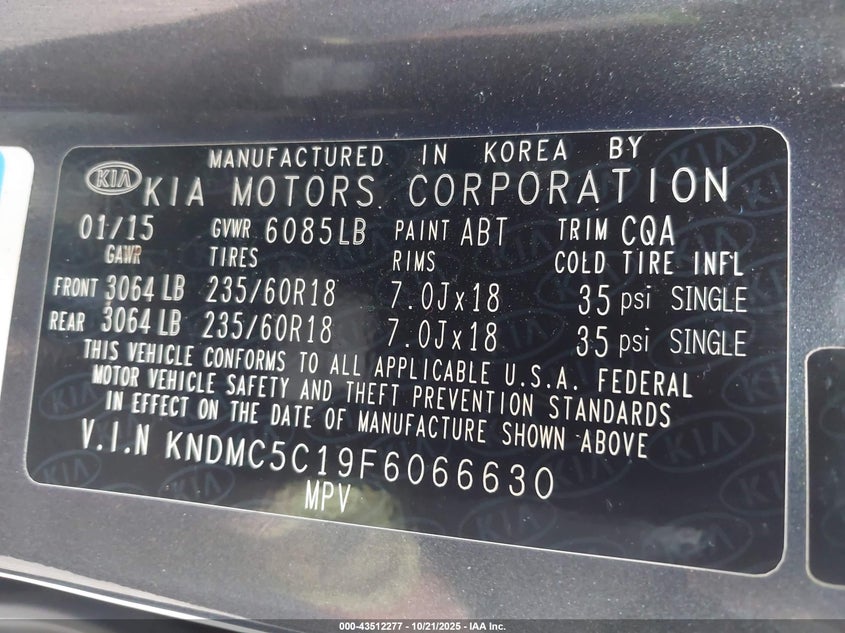 MANUFACTURED IN KOREA BY
KIA KIA MOTORS CORPORATION
01/15 GVWR 6085LB PAINT ABT TRIM CQA
GAWR TIRES RIMS COLD TIRE INFL
FRONT 3064 LB 235/60R18 7.0Jx18 35 psi SINGLE
REAR 3064 LB 235/60R18 7.0Jx18 35 psi SINGLE
THIS VEHICLE CONFORMS TO ALL APPLICABLE U.S.A. FEDERAL
MOTOR VEHICLE SAFETY AND THEFT PREVENTION STANDARDS
IN EFFECT ON THE DATE OF MANUFACTURE SHOWN ABOVE
V.I.N KNDMC5C19F6066630
MPV
000-43512277 - 10/21/2025 - IAA Inc.